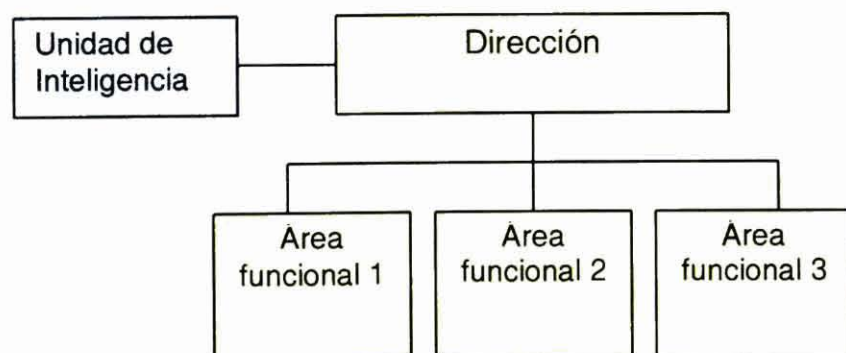 Unidad de
Inteligencia
Dirección
Área
funcional 1
Área
funcional 2
Área
funcional 3